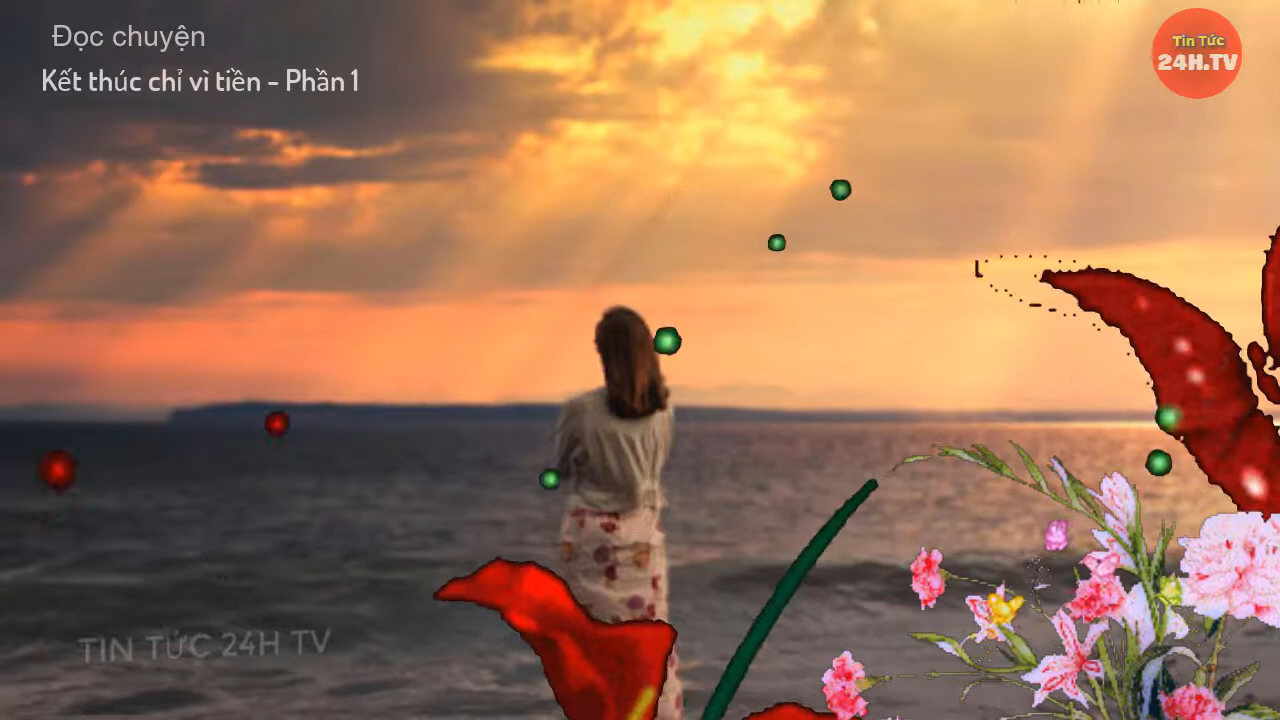 Đọc chuyện
Kết thúc chỉ vì tiền - Phần 1
Tin Tức
24H.TV
TIN TỨC 24H TV